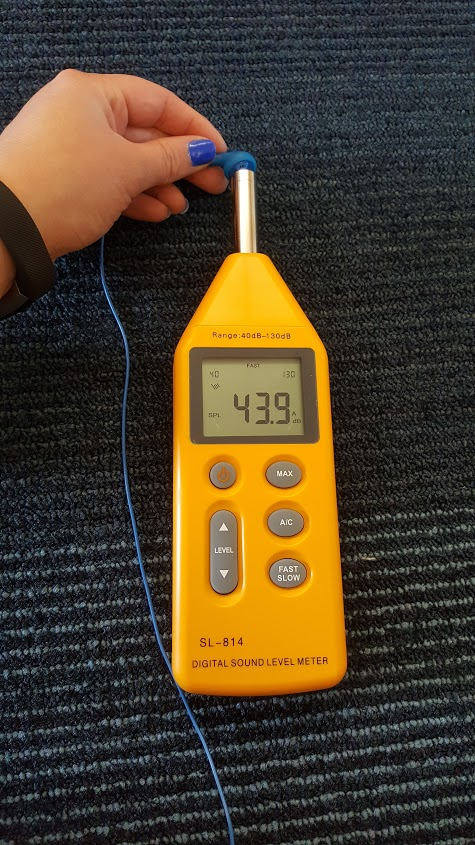 Range:40dB-130dB
FAST
40 130
SPL 43.9 A dB
MAX
A/C
LEVEL
FAST
SLOW
SL-814
DIGITAL SOUND LEVEL METER